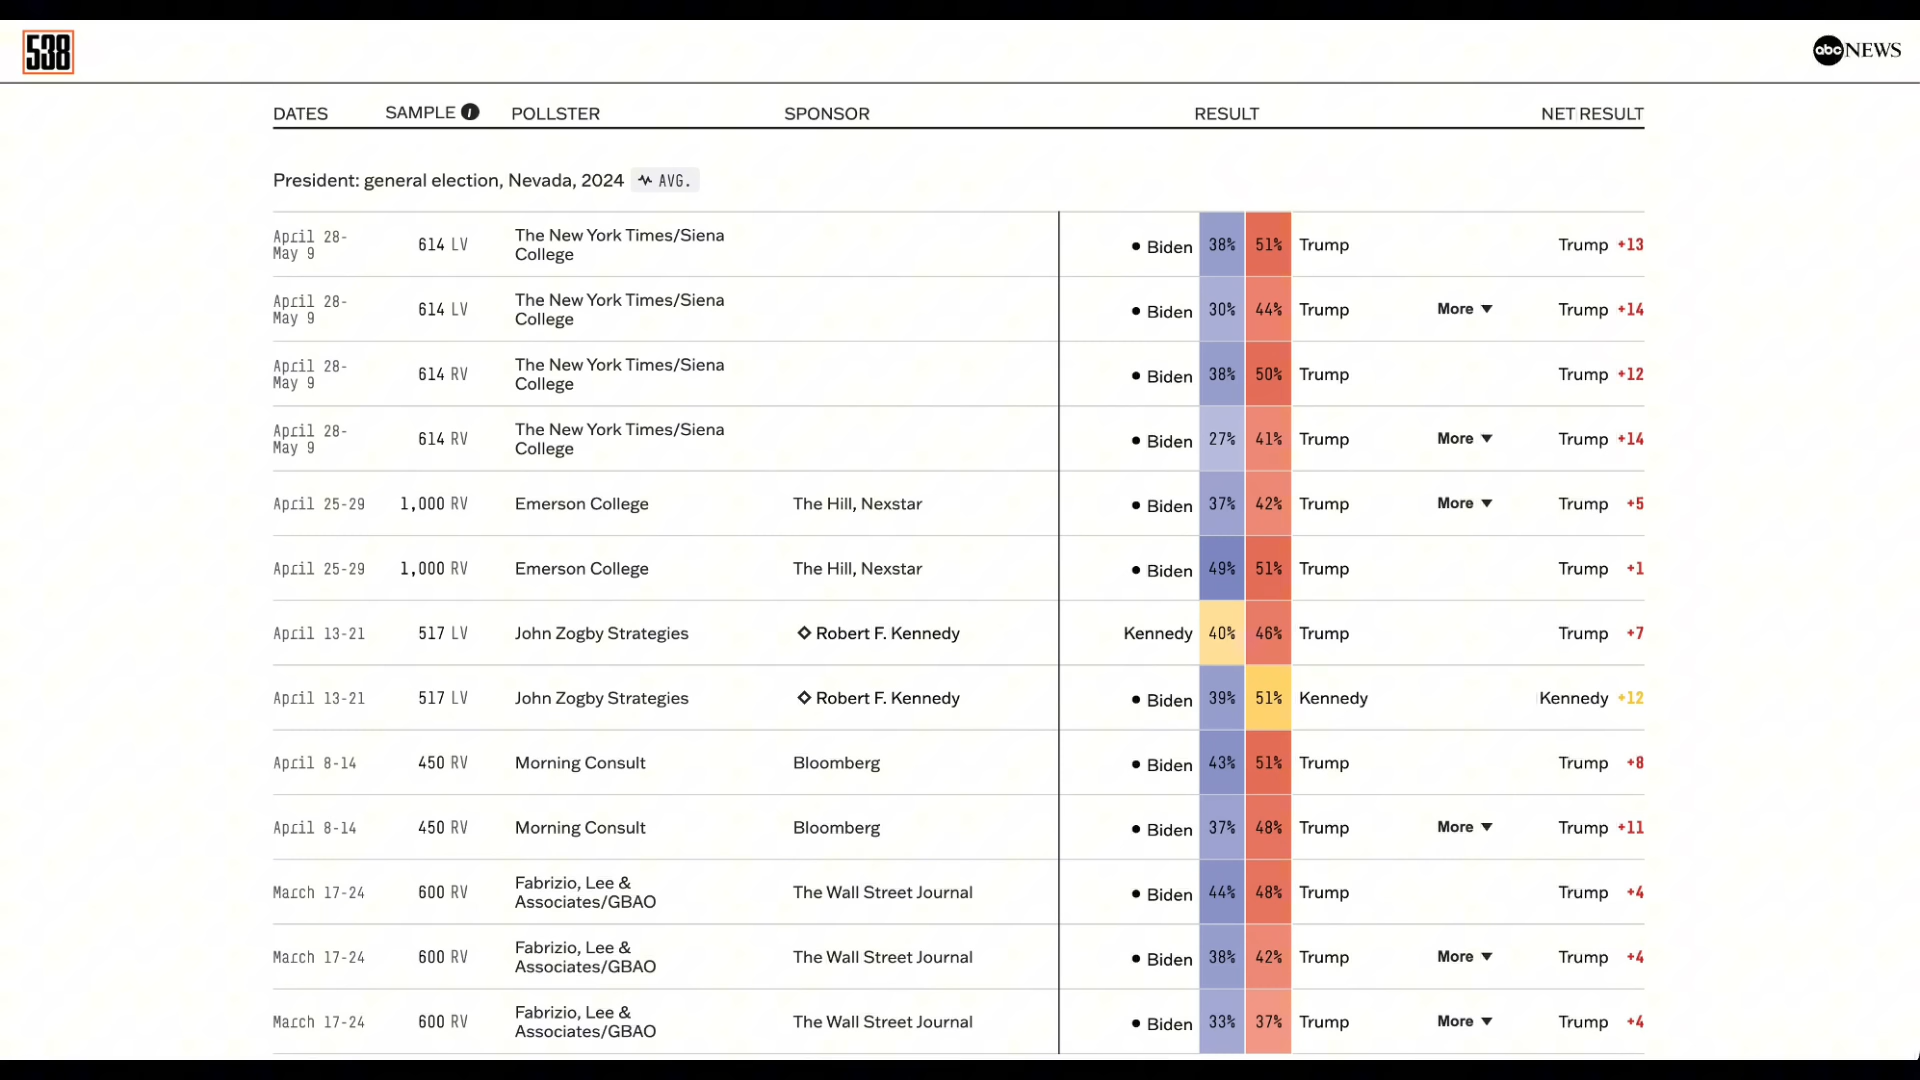 538
abc NEWS
DATES SAMPLE i POLLSTER SPONSOR RESULT NET RESULT
President: general election, Nevada, 2024 AVG.
April 28-
May 9 614 LV The New York Times/Siena
College • Biden 38% 51% Trump Trump +13
April 28-
May 9 614 LV The New York Times/Siena
College • Biden 30% 44% Trump More ▼ Trump +14
April 28-
May 9 614 RV The New York Times/Siena
College • Biden 38% 50% Trump Trump +12
April 28-
May 9 614 RV The New York Times/Siena
College • Biden 27% 41% Trump More ▼ Trump +14
April 25-29 1,000 RV Emerson College The Hill, Nexstar • Biden 37% 42% Trump More ▼ Trump +5
April 25-29 1,000 RV Emerson College The Hill, Nexstar • Biden 49% 51% Trump Trump +1
April 13-21 517 LV John Zogby Strategies ◇ Robert F. Kennedy Kennedy 40% 46% Trump Trump +7
April 13-21 517 LV John Zogby Strategies ◇ Robert F. Kennedy • Biden 39% 51% Kennedy Kennedy +12
April 8-14 450 RV Morning Consult Bloomberg • Biden 43% 51% Trump Trump +8
April 8-14 450 RV Morning Consult Bloomberg • Biden 37% 48% Trump More ▼ Trump +11
March 17-24 600 RV Fabrizio, Lee &
Associates/GBAO The Wall Street Journal • Biden 44% 48% Trump Trump +4
March 17-24 600 RV Fabrizio, Lee &
Associates/GBAO The Wall Street Journal • Biden 38% 42% Trump More ▼ Trump +4
March 17-24 600 RV Fabrizio, Lee &
Associates/GBAO The Wall Street Journal • Biden 33% 37% Trump More ▼ Trump +4